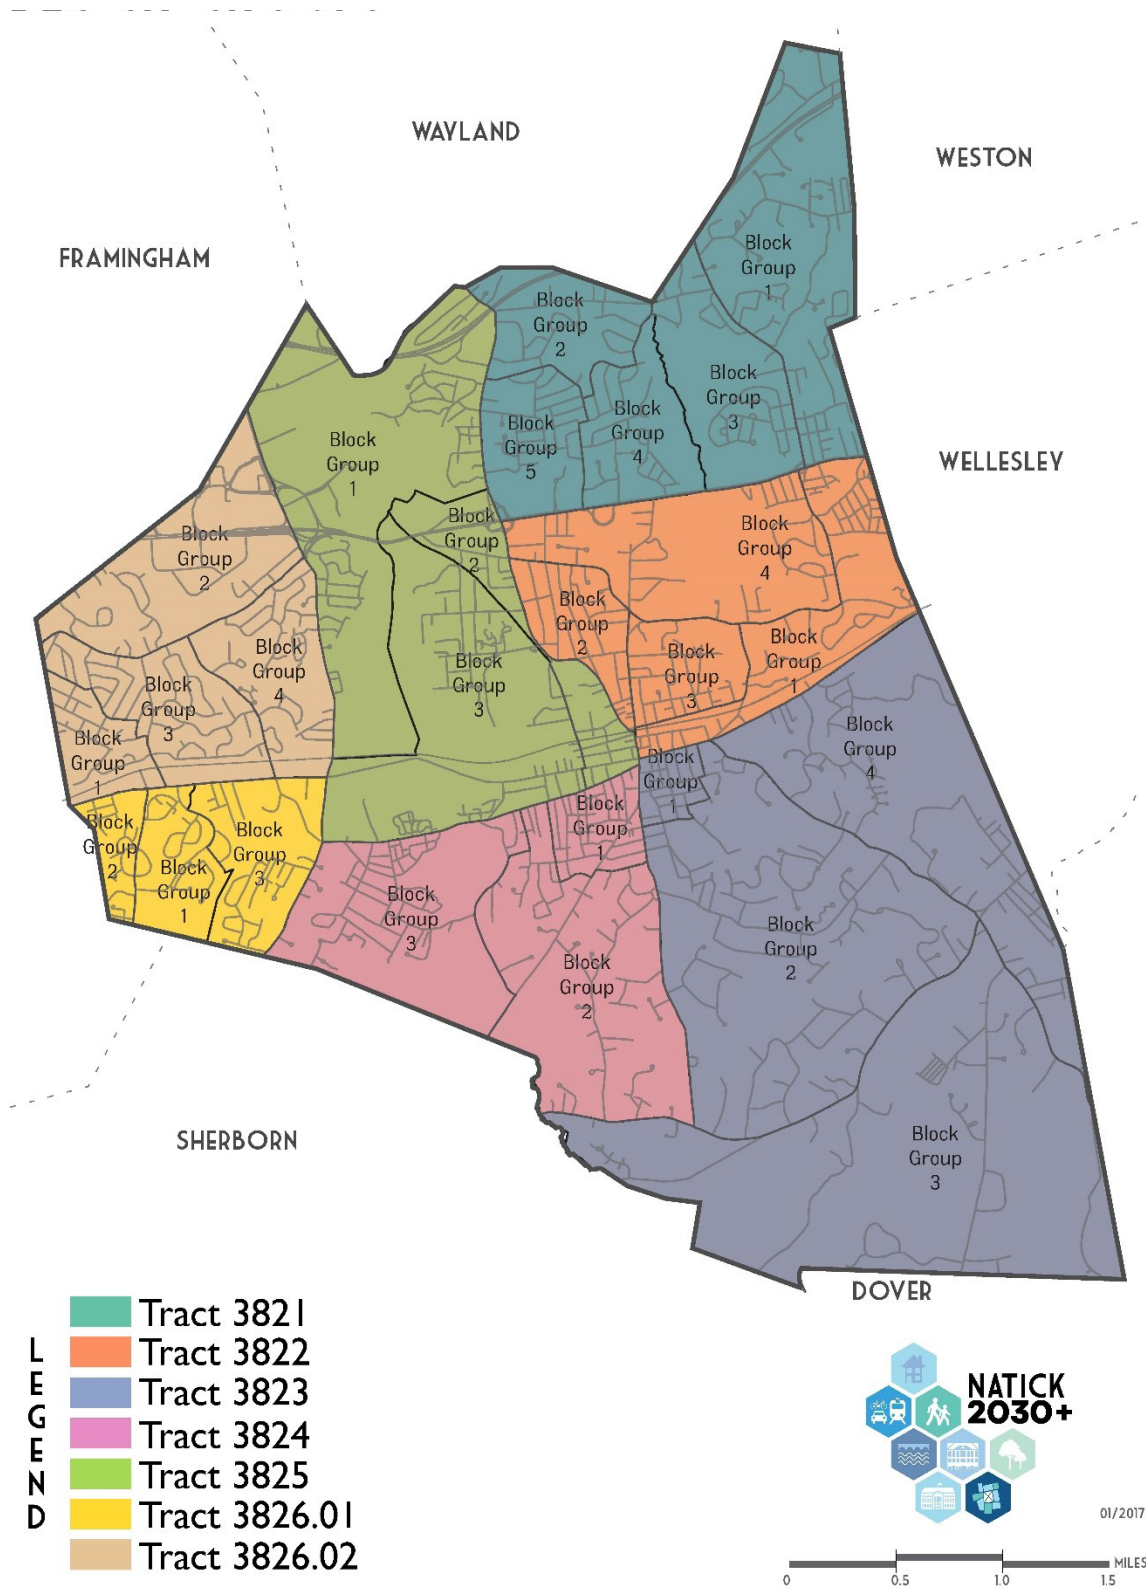 WAYLAND
WESTON
FRAMINGHAM
Block
Group
1
Block
Group
2
Block
Group
3
Block
Group
4
Block
Group
5
Block
Group
1
WELLESLEY
Block
Group
2
Block
Group
4
Block
Group
2
Block
Group
2
Block
Group
1
Block
Group
3
Block
Group
4
Block
Group
3
Block
Group
3
Block
Group
1
Block
Group
4
Block
Group
1
Block
Group
1
Block
Group
2
Block
Group
3
Block
Group
1
Block
Group
3
Block
Group
2
Block
Group
2
Block
Group
3
SHERBORN
DOVER
LEGEND
Tract 3821
Tract 3822
Tract 3823
Tract 3824
Tract 3825
Tract 3826.01
Tract 3826.02
NATICK
2030+
01/2017
MILES
0 0.5 1.0 1.5